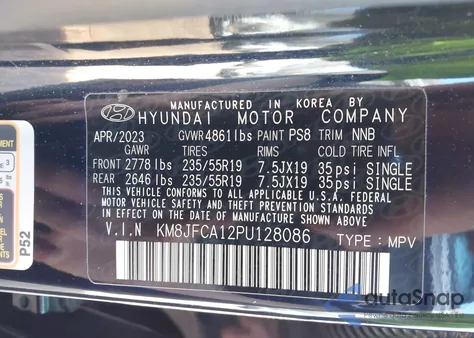 MANUFACTURED IN KOREA BY
HYUNDAI MOTOR COMPANY
APR/2023 GVWR 4861lbs PAINT PS8 TRIM NNB
GAWR TIRES RIMS COLD TIRE INFL
FRONT 2778 lbs 235/55R19 7.5JX19 35psi SINGLE
REAR 2646 lbs 235/55R19 7.5JX19 35psi SINGLE
THIS VEHICLE CONFORMS TO ALL APPLICABLE U.S.A. FEDERAL
MOTOR VEHICLE SAFETY AND THEFT PREVENTION STANDARDS
IN EFFECT ON THE DATE OF MANUFACTURE SHOWN ABOVE
V.I.N KM8JFCA12PU128086 TYPE : MPV
3
P52
autaSnap